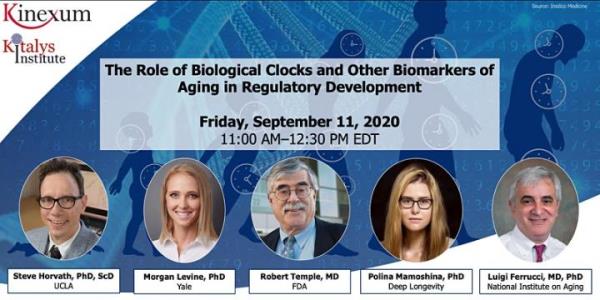 Kinexum
Kitalys
Institute
Source: Insilico Medicine
The Role of Biological Clocks and Other Biomarkers of
Aging in Regulatory Development
Friday, September 11, 2020
11:00 AM–12:30 PM EDT
Steve Horvath, PhD, ScD
UCLA
Morgan Levine, PhD
Yale
Robert Temple, MD
FDA
Polina Mamoshina, PhD
Deep Longevity
Luigi Ferrucci, MD, PhD
National Institute on Aging